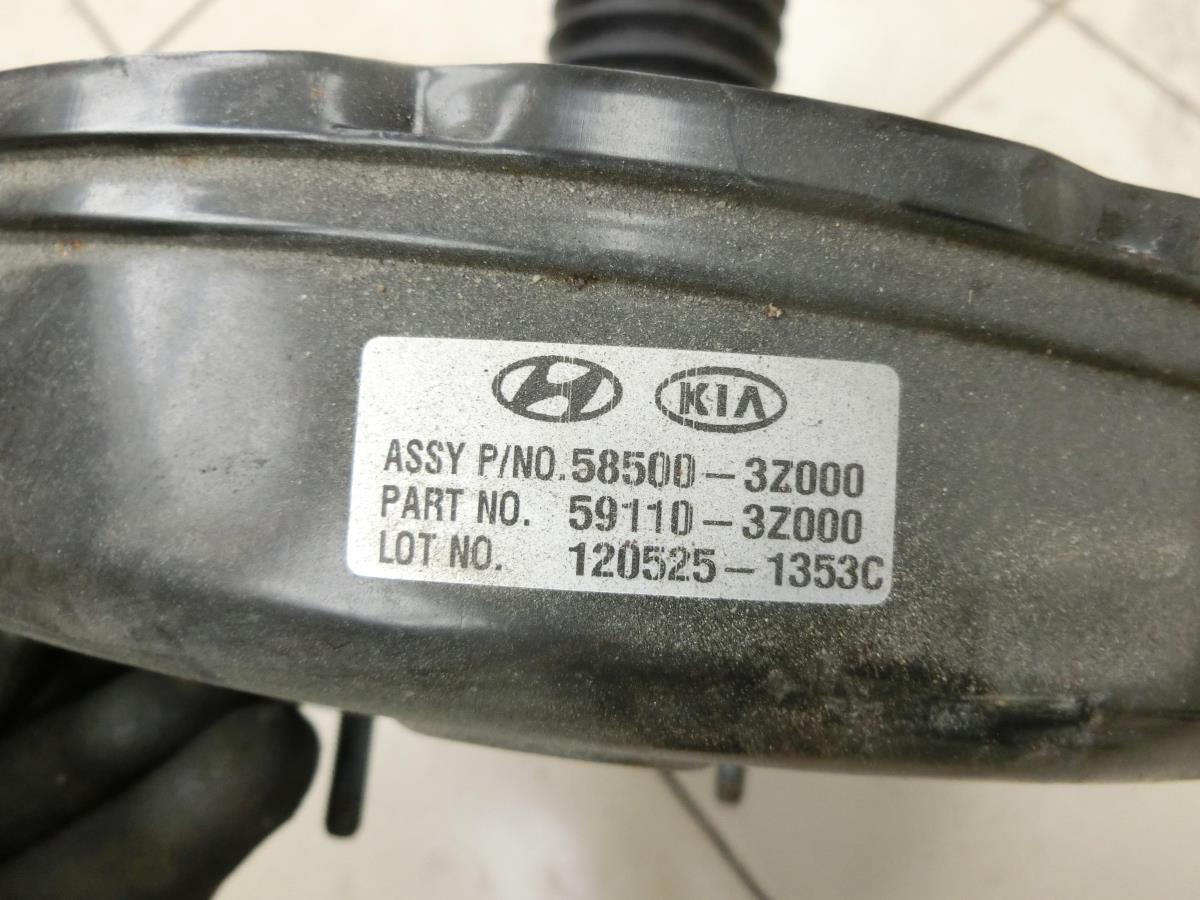 KIA
ASSY P/NO. 58500-3Z000
PART NO. 59110-3Z000
LOT NO. 120525-1353C